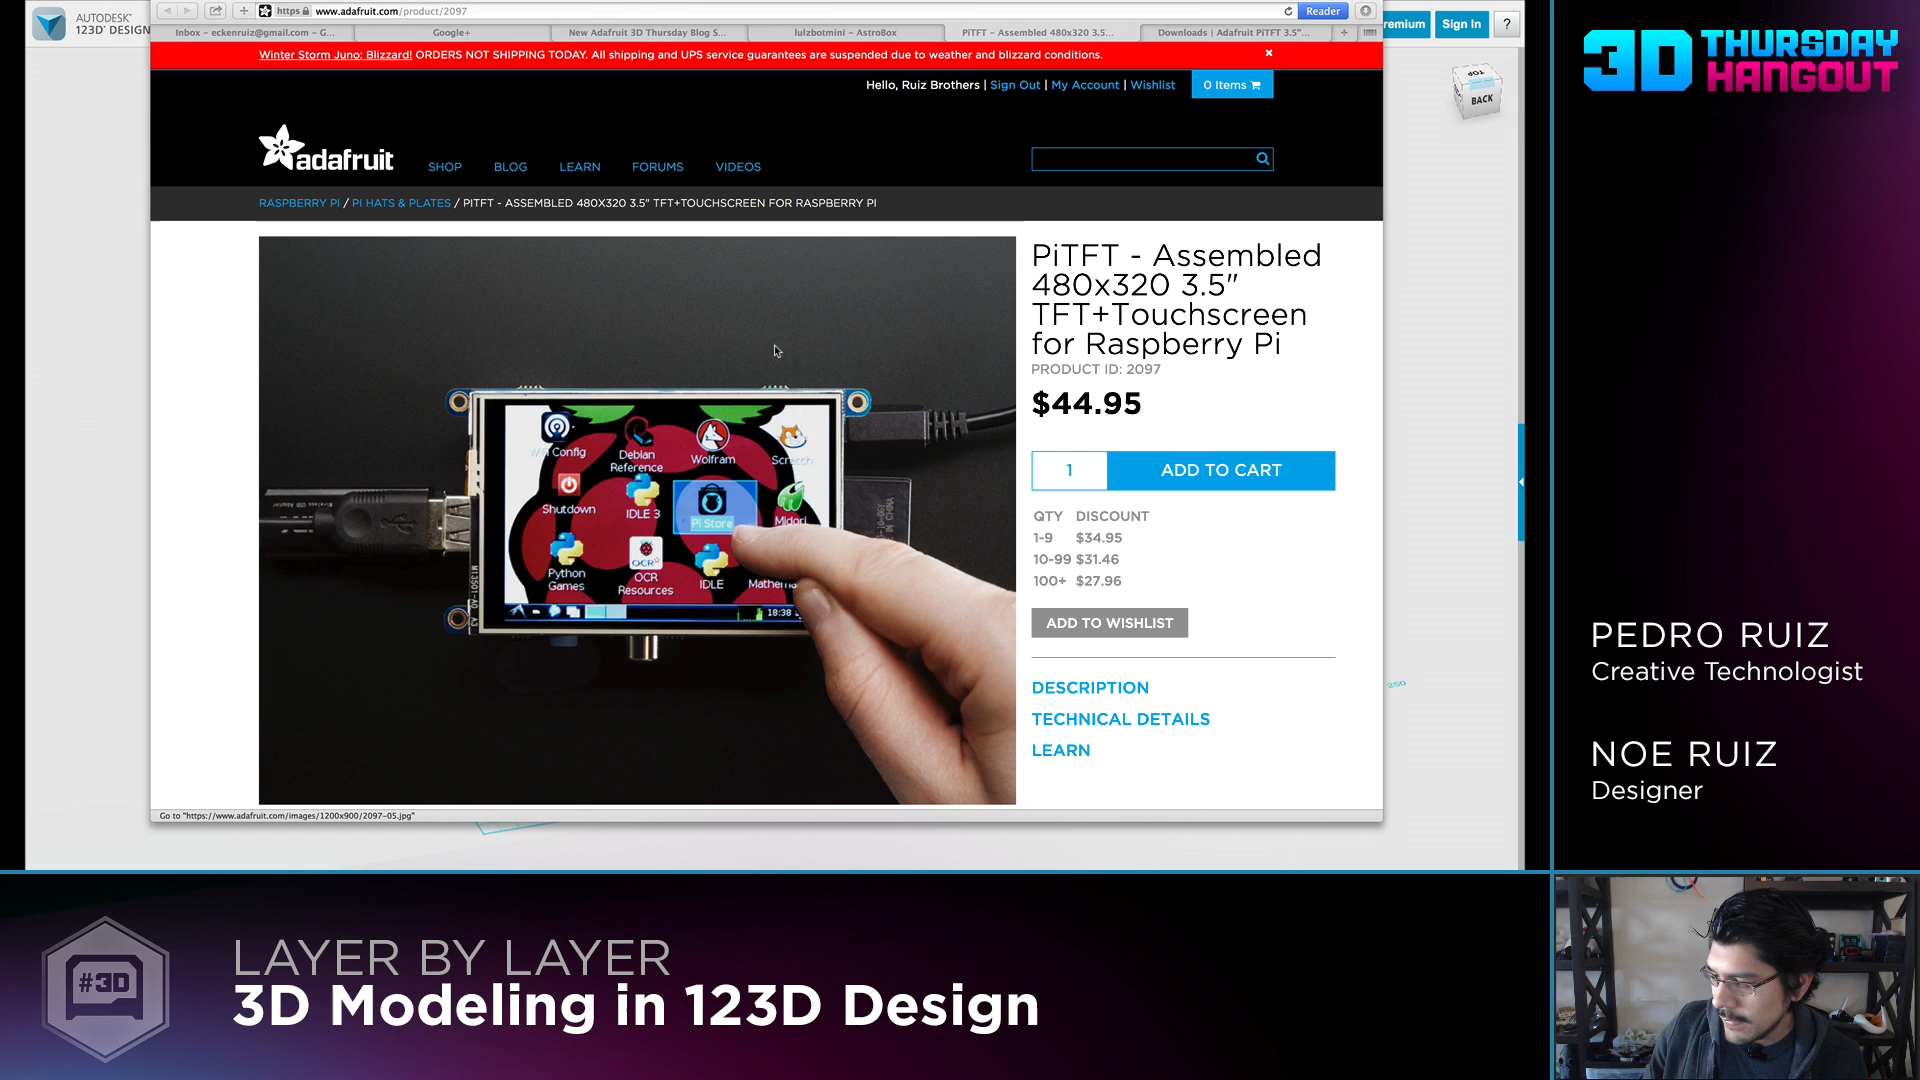 AUTODESK®
123D® DESIGN
https
www.adafruit.com/product/2097
Reader
Inbox – eckenruiz@gmail.com – G...
Google+
New Adafruit 3D Thursday Blog S...
lulzbotmini – AstroBox
PiTFT – Assembled 480x320 3.5...
Downloads | Adafruit PiTFT 3.5"...
remium
Sign In
?
Winter Storm Juno: Blizzard! ORDERS NOT SHIPPING TODAY. All shipping and UPS service guarantees are suspended due to weather and blizzard conditions.
Hello, Ruiz Brothers | Sign Out | My Account | Wishlist
0 Items
adafruit
SHOP
BLOG
LEARN
FORUMS
VIDEOS
RASPBERRY PI / PI HATS & PLATES / PITFT - ASSEMBLED 480X320 3.5" TFT+TOUCHSCREEN FOR RASPBERRY PI
TOP
BACK
3D THURSDAY
HANGOUT
PiTFT - Assembled
480x320 3.5"
TFT+Touchscreen
for Raspberry Pi
PRODUCT ID: 2097
$44.95
1
ADD TO CART
QTY DISCOUNT
1-9 $34.95
10-99 $31.46
100+ $27.96
ADD TO WISHLIST
DESCRIPTION
TECHNICAL DETAILS
LEARN
WiFi Config
Debian
Reference
Wolfram
Scratch
Shutdown
IDLE 3
Pi Store
Midori
Python
Games
OCR
OCR
Resources
IDLE
Mathema
18:38
250
Go to "https://www.adafruit.com/images/1200x900/2097-05.jpg"
PEDRO RUIZ
Creative Technologist
NOE RUIZ
Designer
#3D
LAYER BY LAYER
3D Modeling in 123D Design